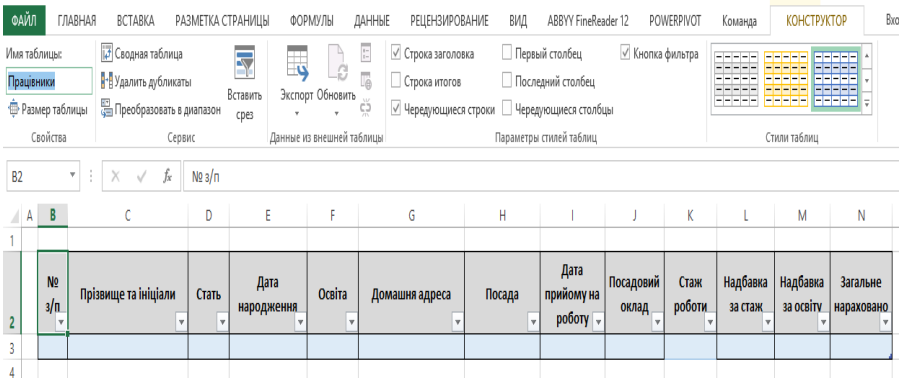 ФАЙЛ ГЛАВНАЯ ВСТАВКА РАЗМЕТКА СТРАНИЦЫ ФОРМУЛЫ ДАННЫЕ РЕЦЕНЗИРОВАНИЕ ВИД ABBYY FineReader 12 POWERPIVOT Команда КОНСТРУКТОР Вхо
Имя таблицы:
Працівники
Размер таблицы
Свойства
Сводная таблица
Удалить дубликаты
Преобразовать в диапазон
Вставить
срез
Сервис
Экспорт Обновить
Данные из внешней таблицы
Строка заголовка
Строка итогов
Чередующиеся строки
Первый столбец
Последний столбец
Чередующиеся столбцы
Кнопка фильтра
Параметры стилей таблиц
Стили таблиц
B2 fx № з/п
A B C D E F G H I J K L M N
1
2
№
з/п
Прізвище та ініціали
Стать
Дата
народження
Освіта
Домашня адреса
Посада
Дата
прийому на
роботу
Посадовий
оклад
Стаж
роботи
Надбавка
за стаж
Надбавка
за освіту
Загальне
нараховано
3
4